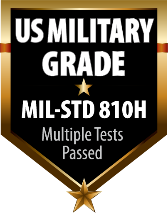 US MILITARY
GRADE
MIL-STD 810H
Multiple Tests
Passed